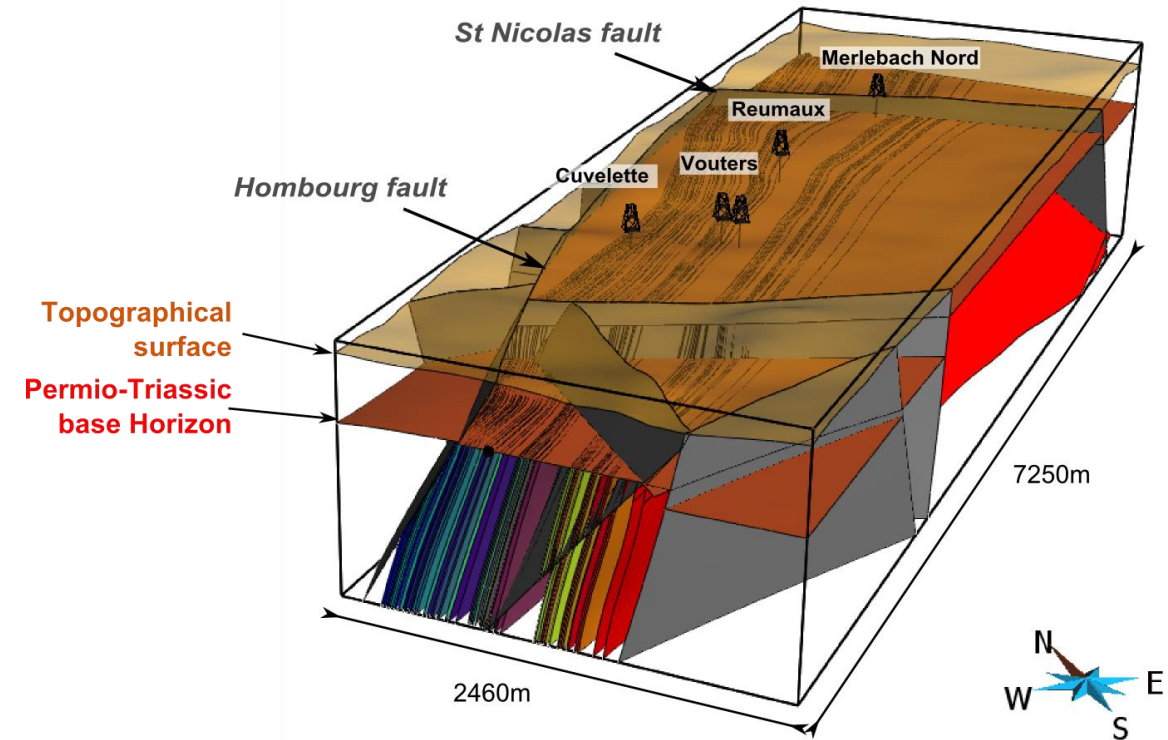 St Nicolas fault
Merlebach Nord
Reumaux
Vouters
Cuvelette
Hombourg fault
Topographical
surface
Permio-Triassic
base Horizon
7250m
2460m
N
W
E
S